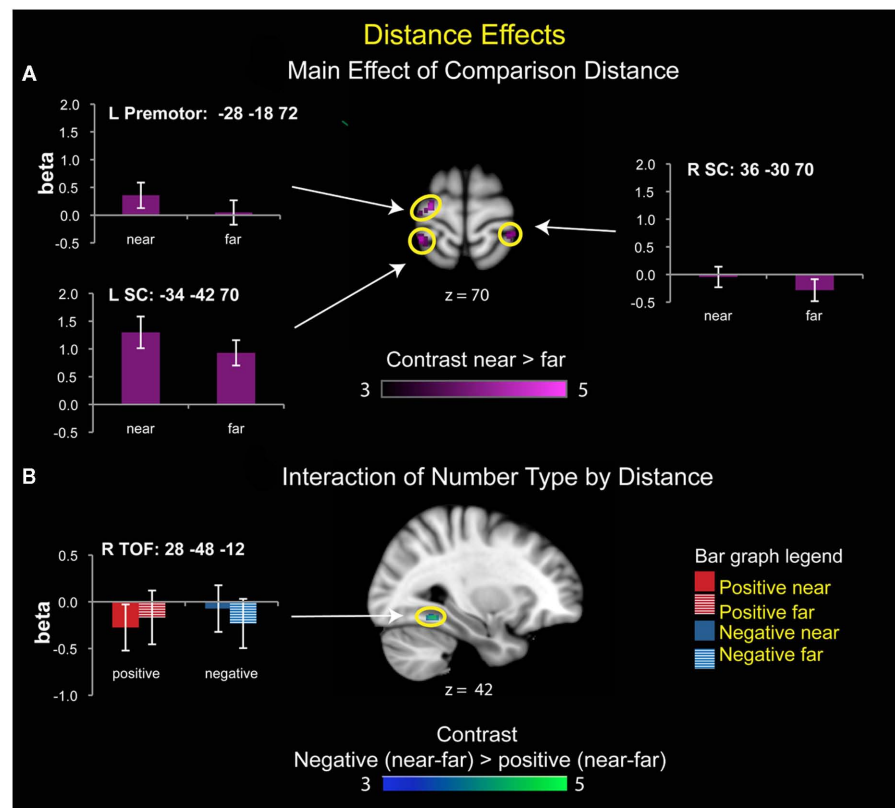 Distance Effects
A
Main Effect of Comparison Distance
L Premotor: -28 -18 72
2.0
1.5
1.0
0.5
0.0
-0.5
beta
near
far
R SC: 36 -30 70
2.0
1.5
1.0
0.5
0.0
-0.5
near
far
z = 70
L SC: -34 -42 70
2.0
1.5
1.0
0.5
0.0
-0.5
near
far
Contrast near > far
3
5
B
Interaction of Number Type by Distance
R TOF: 28 -48 -12
0.5
0.0
-0.5
-1.0
beta
positive
negative
z = 42
Bar graph legend
Positive near
Positive far
Negative near
Negative far
Contrast
Negative (near-far) > positive (near-far)
3
5